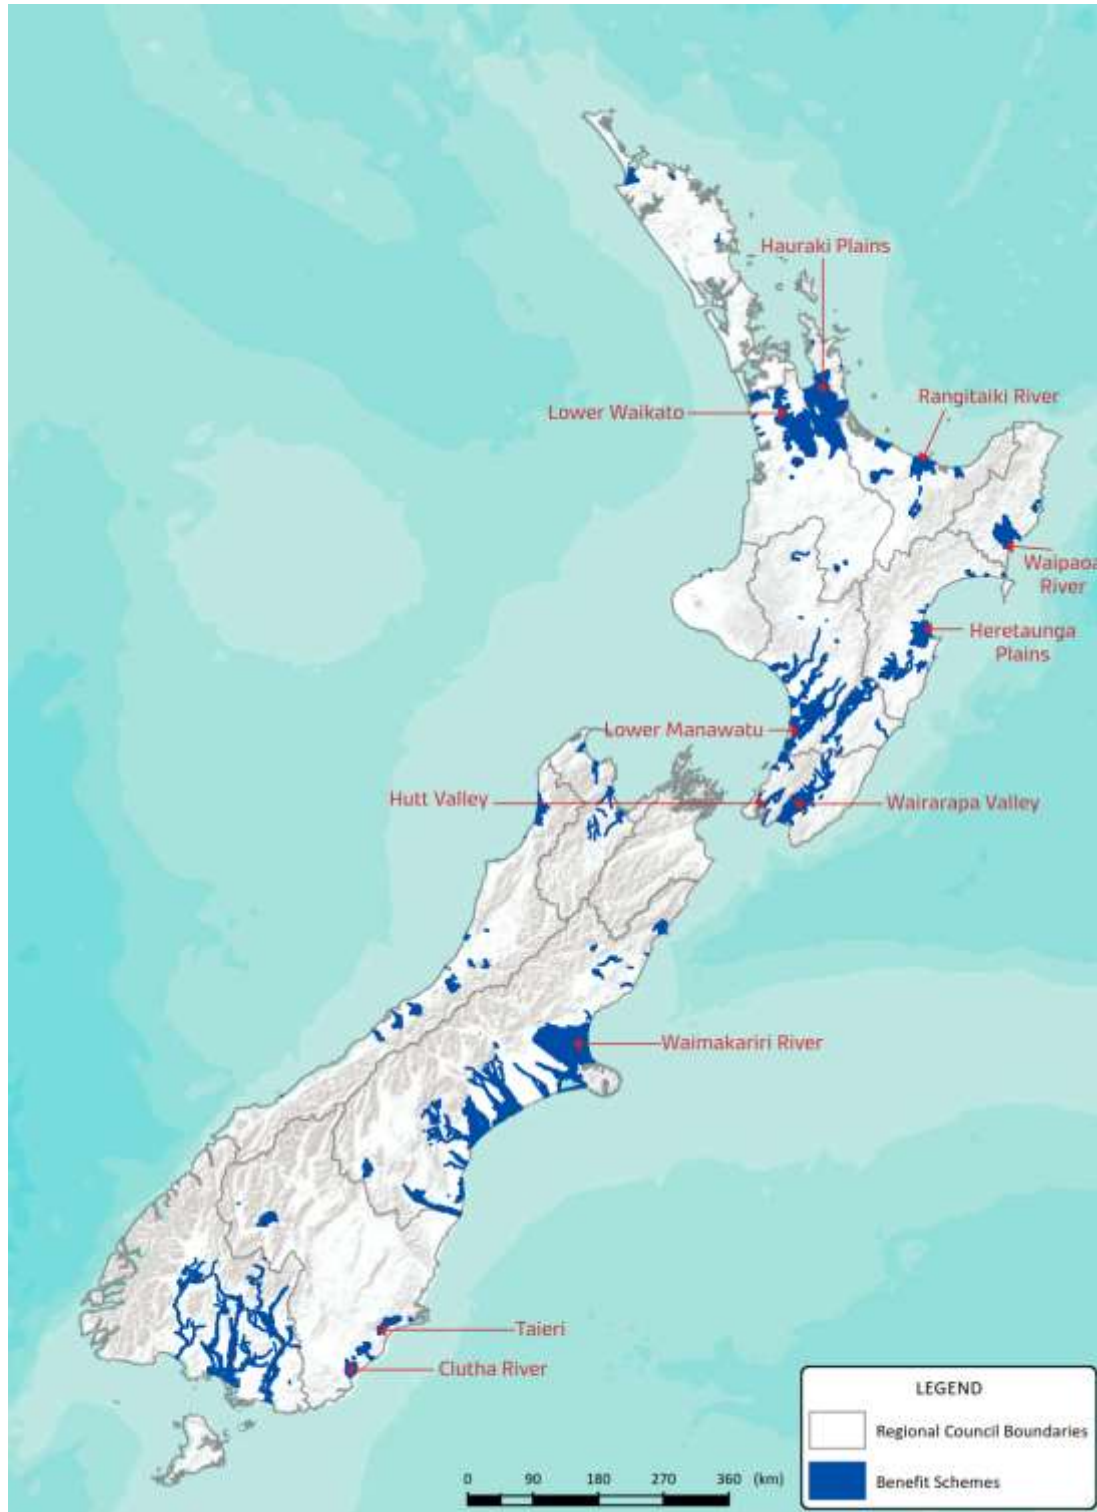 Hauraki Plains
Rangitaiki River
Lower Waikato
Waipaoa
River
Heretaunga
Plains
Lower Manawatu
Hutt Valley
Wairarapa Valley
Waimakariri River
Taieri
Clutha River
LEGEND
Regional Council Boundaries
Benefit Schemes
0 90 180 270 360 (km)